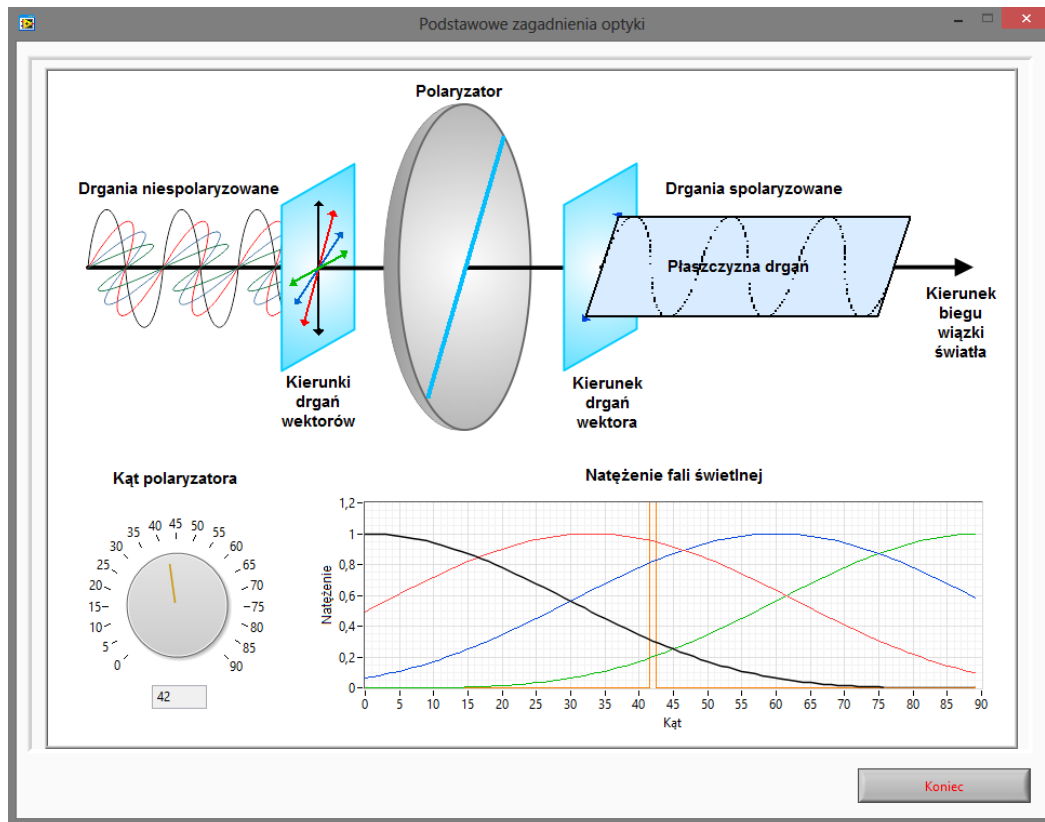 Podstawowe zagadnienia optyki
Polaryzator
Drgania niespolaryzowane
Drgania spolaryzowane
Płaszczyzna drgań
Kierunek
biegu
wiązki
światła
Kierunki
drgań
wektorów
Kierunek
drgań
wektora
Kąt polaryzatora
0
5
10
15
20
25
30
35
40
45
50
55
60
65
70
75
80
85
90
42
Natężenie fali świetlnej
Natężenie
1,2
1
0,8
0,6
0,4
0,2
0
0 5 10 15 20 25 30 35 40 45 50 55 60 65 70 75 80 85 90
Kąt
Koniec